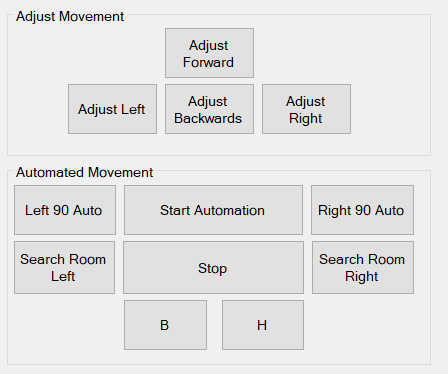 Adjust Movement
Adjust
Forward
Adjust Left
Adjust
Backwards
Adjust
Right
Automated Movement
Left 90 Auto
Start Automation
Right 90 Auto
Search Room
Left
Stop
Search Room
Right
B
H